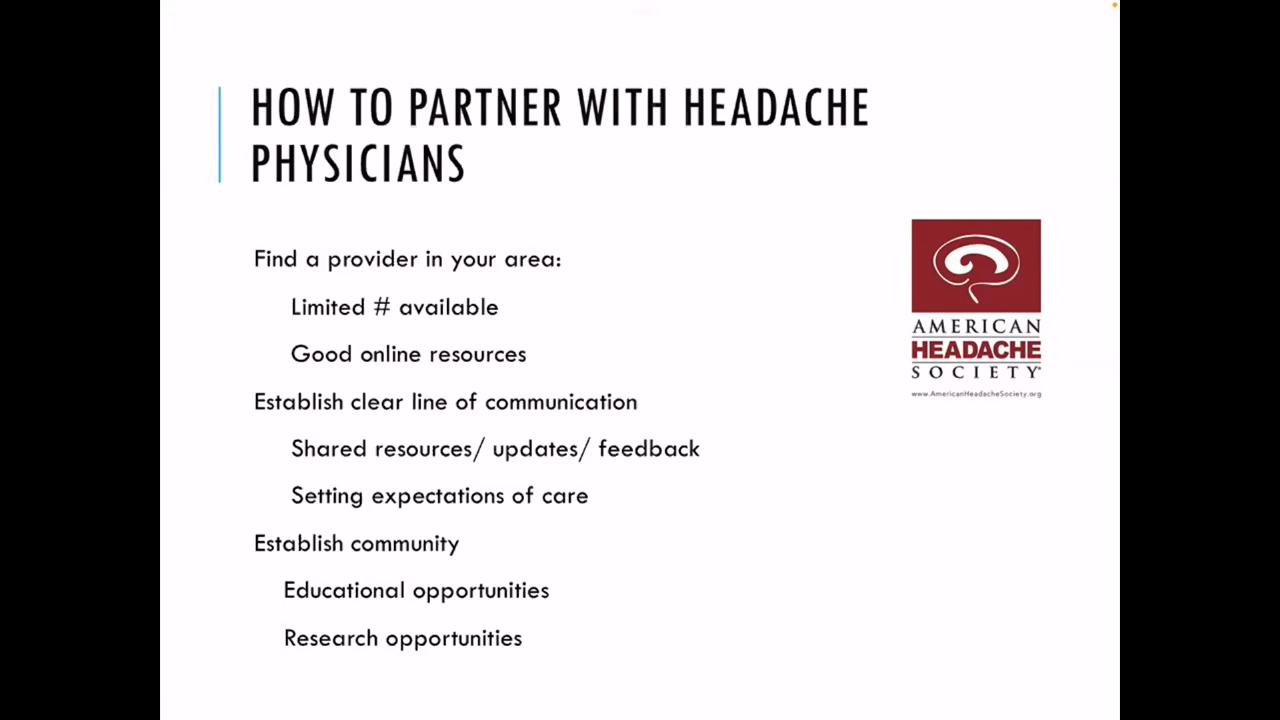 HOW TO PARTNER WITH HEADACHE
PHYSICIANS
Find a provider in your area:
Limited # available
Good online resources
Establish clear line of communication
Shared resources/ updates/ feedback
Setting expectations of care
Establish community
Educational opportunities
Research opportunities
AMERICAN
HEADACHE
SOCIETY®
www.AmericanHeadacheSociety.org